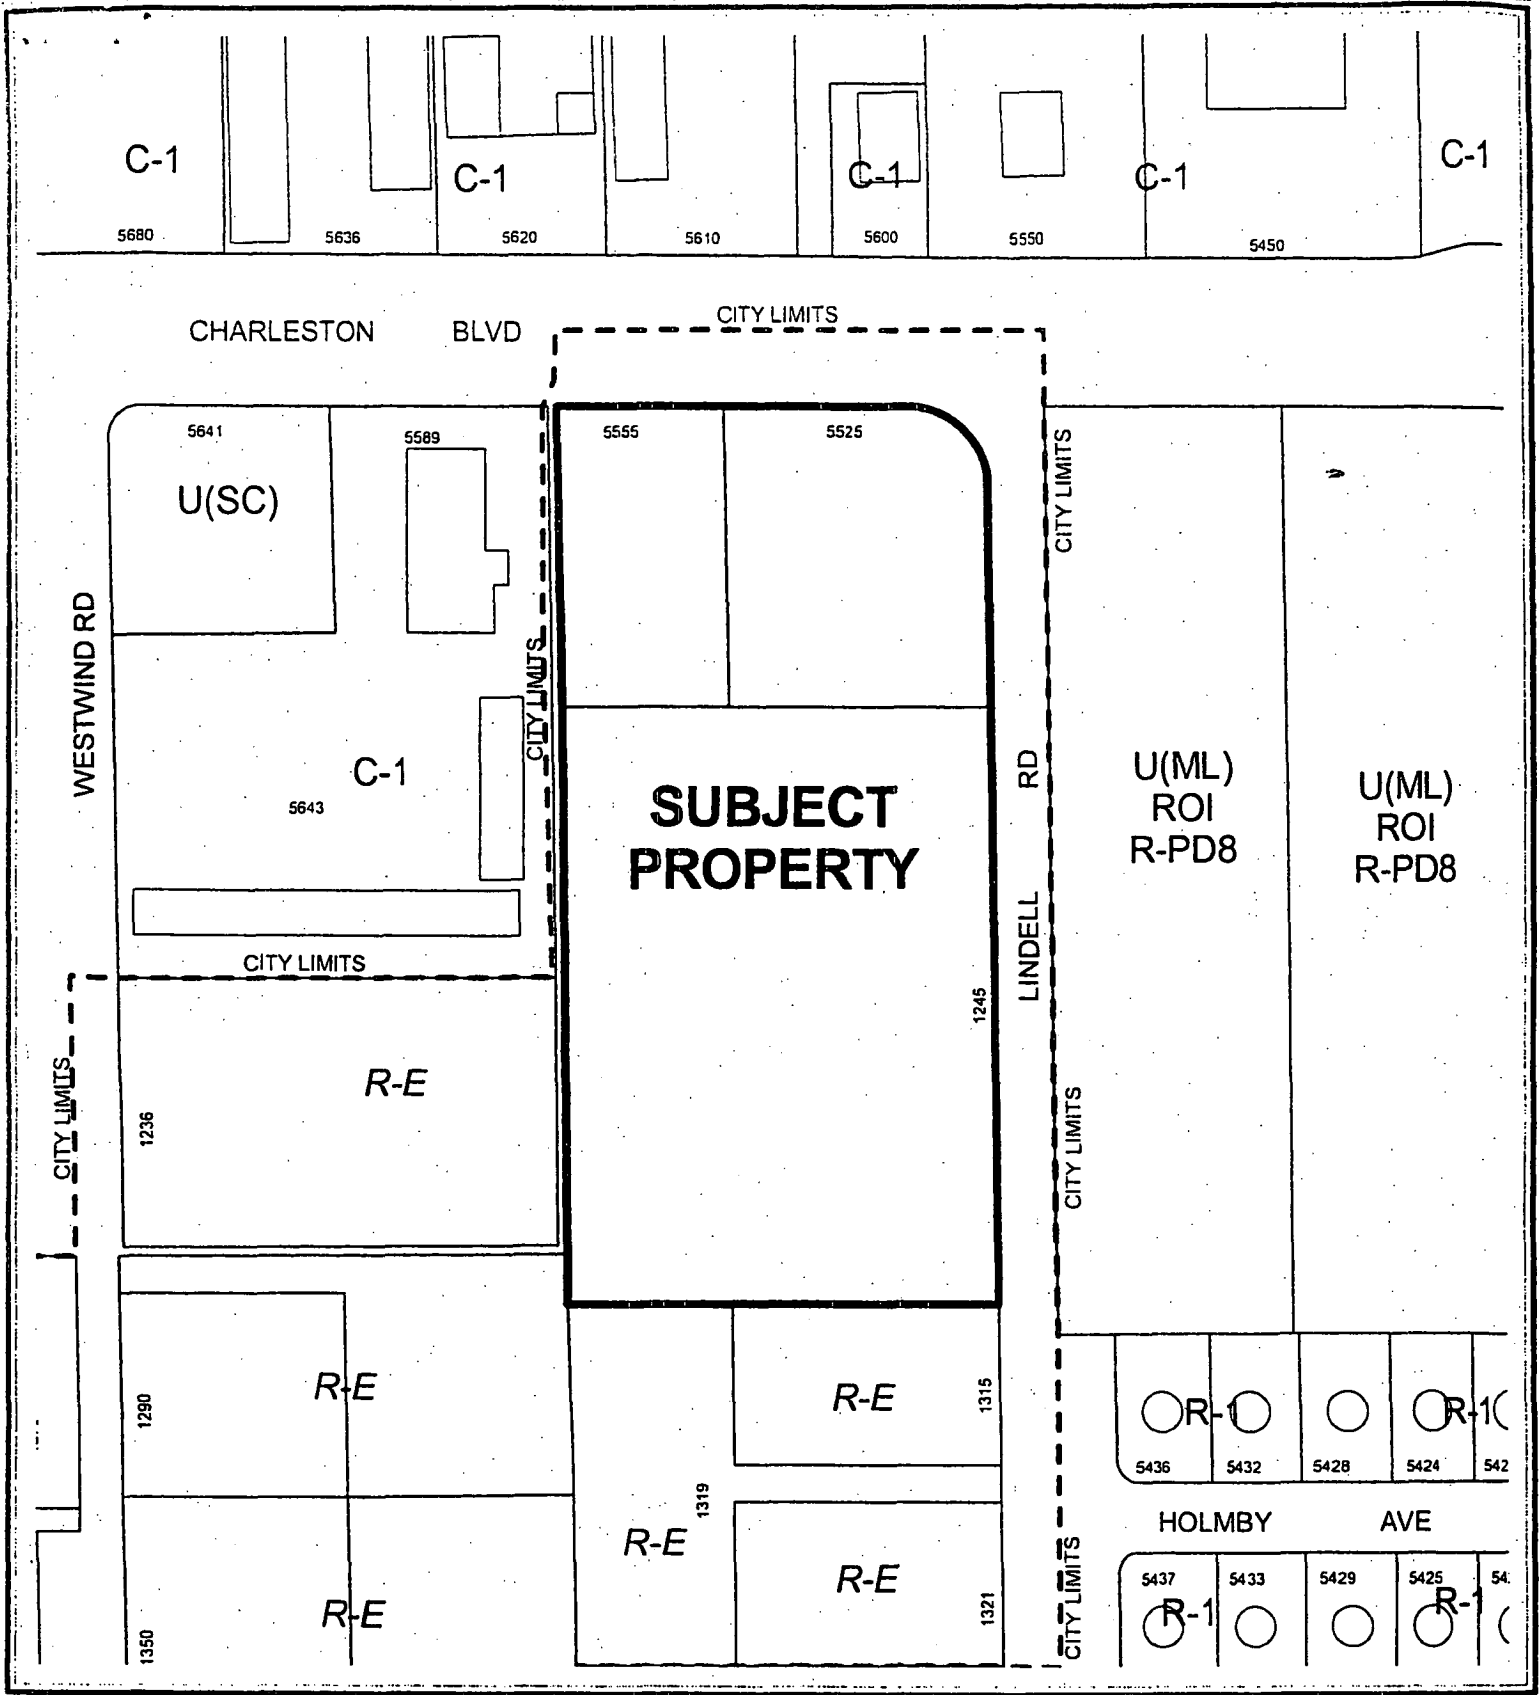 C-1
C-1
C-1
C-1
C-1
5680
5636
5620
5610
5600
5550
5450
CHARLESTON BLVD
CITY LIMITS
5641
5589
5555
5525
U(SC)
CITY LIMITS
WESTWIND RD
CITY LIMITS
C-1
5643
SUBJECT
PROPERTY
LINDELL RD
U(ML)
ROI
R-PD8
U(ML)
ROI
R-PD8
CITY LIMITS
1245
R-E
CITY LIMITS
1236
CITY LIMITS
R-E
1290
R-E
1315
R-1
R-1
5436
5432
5428
5424
542
1319
R-E
HOLMBY AVE
R-E
1321
CITY LIMITS
5437
5433
5429
5425
54
R-1
R-1
R-E
1350